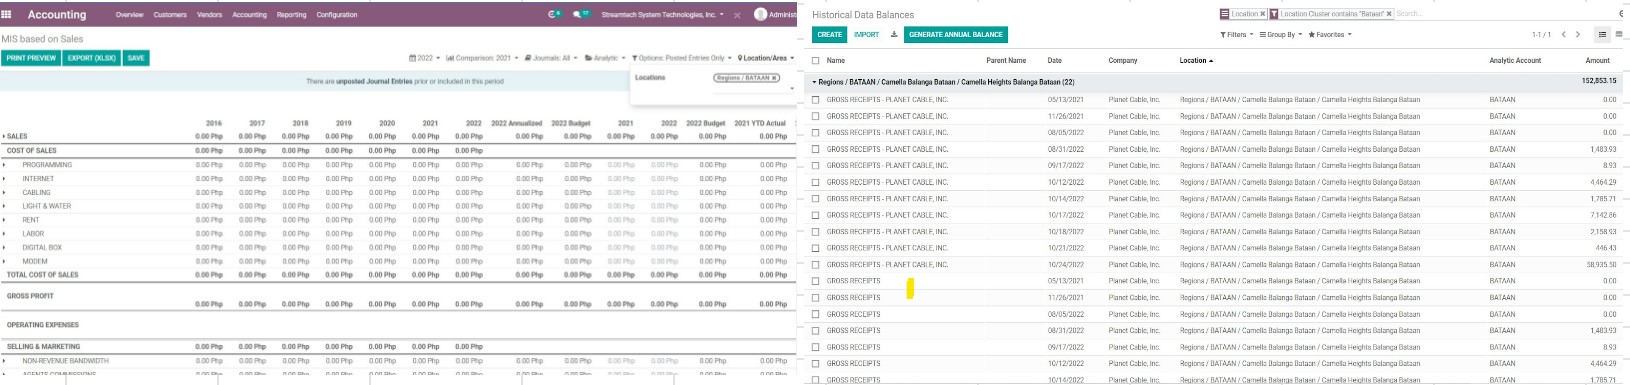 Accounting Overview Customers Vendors Accounting Reporting Configuration Streamtech System Technologies, Inc. Administ
MIS based on Sales
PRINT PREVIEW EXPORT (XLSX) SAVE 2022 Comparison: 2021 Journals: All Analytic Options: Posted Entries Only Location/Area
There are unposted Journal Entries prior or included in this period
Locations Regions / BATAAN ×
2016 2017 2018 2019 2020 2021 2022 2022 Annualized 2022 Budget 2021 2022 2022 Budget 2021 YTD Actual
SALES 0.00 Php 0.00 Php 0.00 Php 0.00 Php 0.00 Php 0.00 Php 0.00 Php 0.00 Php 0.00 Php 0.00 Php 0.00 Php 0.00 Php 0.00 Php
COST OF SALES 0.00 Php 0.00 Php 0.00 Php 0.00 Php 0.00 Php 0.00 Php 0.00 Php
PROGRAMMING 0.00 Php 0.00 Php 0.00 Php 0.00 Php 0.00 Php 0.00 Php 0.00 Php 0.00 Php 0.00 Php 0.00 Php 0.00 Php 0.00 Php 0.00 Php
INTERNET 0.00 Php 0.00 Php 0.00 Php 0.00 Php 0.00 Php 0.00 Php 0.00 Php 0.00 Php 0.00 Php 0.00 Php 0.00 Php 0.00 Php 0.00 Php
CABLING 0.00 Php 0.00 Php 0.00 Php 0.00 Php 0.00 Php 0.00 Php 0.00 Php 0.00 Php 0.00 Php 0.00 Php 0.00 Php 0.00 Php 0.00 Php
LIGHT & WATER 0.00 Php 0.00 Php 0.00 Php 0.00 Php 0.00 Php 0.00 Php 0.00 Php 0.00 Php 0.00 Php 0.00 Php 0.00 Php 0.00 Php 0.00 Php
RENT 0.00 Php 0.00 Php 0.00 Php 0.00 Php 0.00 Php 0.00 Php 0.00 Php 0.00 Php 0.00 Php 0.00 Php 0.00 Php 0.00 Php 0.00 Php
LABOR 0.00 Php 0.00 Php 0.00 Php 0.00 Php 0.00 Php 0.00 Php 0.00 Php 0.00 Php 0.00 Php 0.00 Php 0.00 Php 0.00 Php 0.00 Php
DIGITAL BOX 0.00 Php 0.00 Php 0.00 Php 0.00 Php 0.00 Php 0.00 Php 0.00 Php 0.00 Php 0.00 Php 0.00 Php 0.00 Php 0.00 Php 0.00 Php
MODEM 0.00 Php 0.00 Php 0.00 Php 0.00 Php 0.00 Php 0.00 Php 0.00 Php 0.00 Php 0.00 Php 0.00 Php 0.00 Php 0.00 Php 0.00 Php
TOTAL COST OF SALES 0.00 Php 0.00 Php 0.00 Php 0.00 Php 0.00 Php 0.00 Php 0.00 Php 0.00 Php 0.00 Php 0.00 Php 0.00 Php 0.00 Php 0.00 Php
GROSS PROFIT
0.00 Php 0.00 Php 0.00 Php 0.00 Php 0.00 Php 0.00 Php 0.00 Php 0.00 Php 0.00 Php 0.00 Php 0.00 Php 0.00 Php 0.00 Php
OPERATING EXPENSES
SELLING & MARKETING 0.00 Php 0.00 Php 0.00 Php 0.00 Php 0.00 Php 0.00 Php 0.00 Php
NON-REVENUE BANDWIDTH 0.00 Php 0.00 Php 0.00 Php 0.00 Php 0.00 Php 0.00 Php 0.00 Php 0.00 Php 0.00 Php 0.00 Php 0.00 Php 0.00 Php 0.00 Php
AGENTS COMMISSIONS
Historical Data Balances Location × Location Cluster contains "Bataan" × Search...
CREATE IMPORT GENERATE ANNUAL BALANCE Filters Group By Favorites 1-1 / 1
Name Parent Name Date Company Location Analytic Account Amount
Regions / BATAAN / Camella Balanga Bataan / Camella Heights Balanga Bataan (22) 152,853.15
GROSS RECEIPTS - PLANET CABLE, INC. 05/13/2021 Planet Cable, Inc. Regions / BATAAN / Camella Balanga Bataan / Camella Heights Balanga Bataan BATAAN 0.00
GROSS RECEIPTS - PLANET CABLE, INC. 11/26/2021 Planet Cable, Inc. Regions / BATAAN / Camella Balanga Bataan / Camella Heights Balanga Bataan BATAAN 0.00
GROSS RECEIPTS - PLANET CABLE, INC. 08/05/2022 Planet Cable, Inc. Regions / BATAAN / Camella Balanga Bataan / Camella Heights Balanga Bataan BATAAN 0.00
GROSS RECEIPTS - PLANET CABLE, INC. 08/31/2022 Planet Cable, Inc. Regions / BATAAN / Camella Balanga Bataan / Camella Heights Balanga Bataan BATAAN 1,483.93
GROSS RECEIPTS - PLANET CABLE, INC. 09/17/2022 Planet Cable, Inc. Regions / BATAAN / Camella Balanga Bataan / Camella Heights Balanga Bataan BATAAN 8.93
GROSS RECEIPTS - PLANET CABLE, INC. 10/12/2022 Planet Cable, Inc. Regions / BATAAN / Camella Balanga Bataan / Camella Heights Balanga Bataan BATAAN 4,464.29
GROSS RECEIPTS - PLANET CABLE, INC. 10/14/2022 Planet Cable, Inc. Regions / BATAAN / Camella Balanga Bataan / Camella Heights Balanga Bataan BATAAN 1,785.71
GROSS RECEIPTS - PLANET CABLE, INC. 10/17/2022 Planet Cable, Inc. Regions / BATAAN / Camella Balanga Bataan / Camella Heights Balanga Bataan BATAAN 7,142.86
GROSS RECEIPTS - PLANET CABLE, INC. 10/18/2022 Planet Cable, Inc. Regions / BATAAN / Camella Balanga Bataan / Camella Heights Balanga Bataan BATAAN 2,158.93
GROSS RECEIPTS - PLANET CABLE, INC. 10/21/2022 Planet Cable, Inc. Regions / BATAAN / Camella Balanga Bataan / Camella Heights Balanga Bataan BATAAN 446.43
GROSS RECEIPTS - PLANET CABLE, INC. 10/24/2022 Planet Cable, Inc. Regions / BATAAN / Camella Balanga Bataan / Camella Heights Balanga Bataan BATAAN 58,935.50
GROSS RECEIPTS 05/13/2021 Planet Cable, Inc. Regions / BATAAN / Camella Balanga Bataan / Camella Heights Balanga Bataan BATAAN 0.00
GROSS RECEIPTS 11/26/2021 Planet Cable, Inc. Regions / BATAAN / Camella Balanga Bataan / Camella Heights Balanga Bataan BATAAN 0.00
GROSS RECEIPTS 08/05/2022 Planet Cable, Inc. Regions / BATAAN / Camella Balanga Bataan / Camella Heights Balanga Bataan BATAAN 0.00
GROSS RECEIPTS 08/31/2022 Planet Cable, Inc. Regions / BATAAN / Camella Balanga Bataan / Camella Heights Balanga Bataan BATAAN 1,483.93
GROSS RECEIPTS 09/17/2022 Planet Cable, Inc. Regions / BATAAN / Camella Balanga Bataan / Camella Heights Balanga Bataan BATAAN 8.93
GROSS RECEIPTS 10/12/2022 Planet Cable, Inc. Regions / BATAAN / Camella Balanga Bataan / Camella Heights Balanga Bataan BATAAN 4,464.29
GROSS RECEIPTS 10/14/2022 Planet Cable, Inc. Regions / BATAAN / Camella Balanga Bataan / Camella Heights Balanga Bataan BATAAN 1,785.71